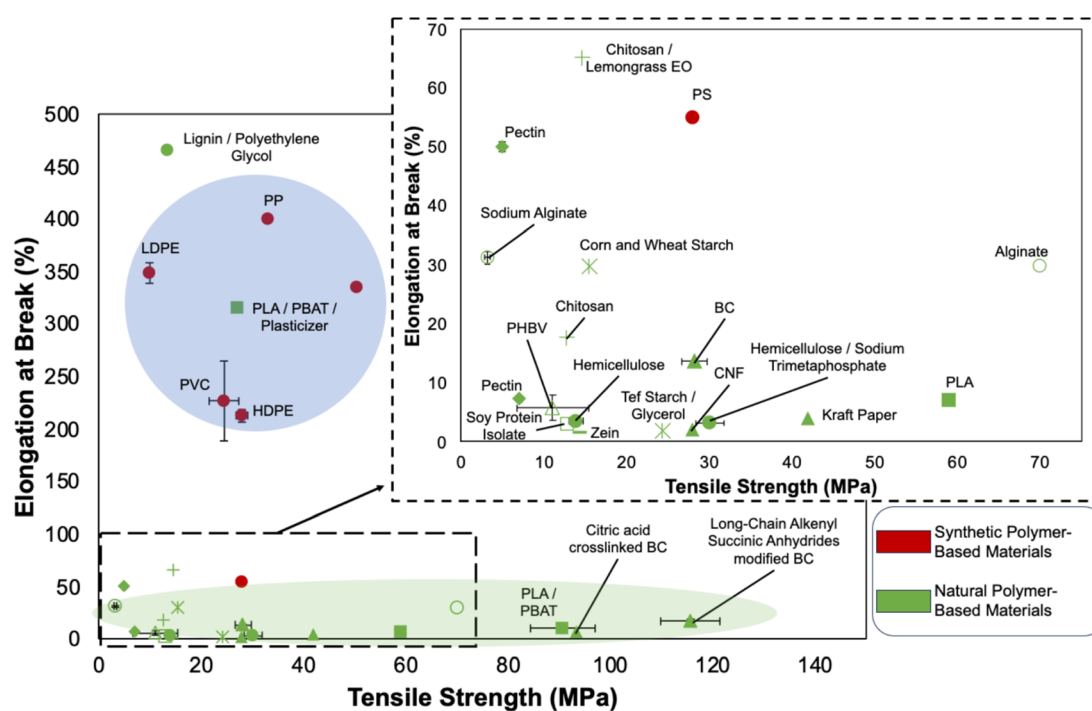 70
60
50
40
30
20
10
0
Elongation at Break (%)
Chitosan /
Lemongrass EO
PS
Pectin
Sodium Alginate
Corn and Wheat Starch
Alginate
Chitosan
BC
PHBV
Hemicellulose
Hemicellulose / Sodium
Trimetaphosphate
CNF
Pectin
Tef Starch /
Glycerol
PLA
Kraft Paper
Soy Protein
Isolate
Zein
0 10 20 30 40 50 60 70
Tensile Strength (MPa)
500
450
400
350
300
250
200
150
100
50
0
Elongation at Break (%)
Lignin / Polyethylene
Glycol
PP
LDPE
PLA / PBAT /
Plasticizer
PVC
HDPE
Citric acid
crosslinked BC
Long-Chain Alkenyl
Succinic Anhydrides
modified BC
PLA /
PBAT
0 20 40 60 80 100 120 140
Tensile Strength (MPa)
Synthetic Polymer-
Based Materials
Natural Polymer-
Based Materials